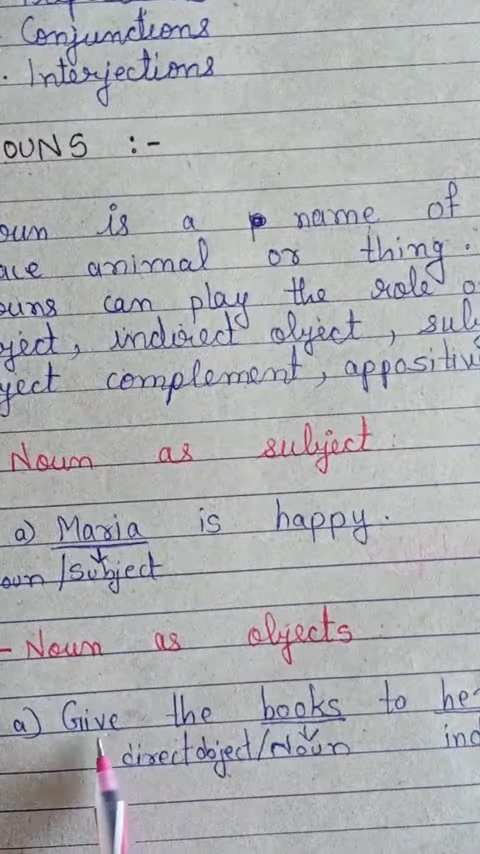 Conjunctions
. Interjections
OUNS :-
oun is a name of
ace animal or thing.
ouns can play the role o
ject, indirect object, sub
ject complement, appositiv
Noun as subject :
a) Maria is happy.
oun /subject
- Noun as objects
a) Give the books to he
direct object/Noun ind